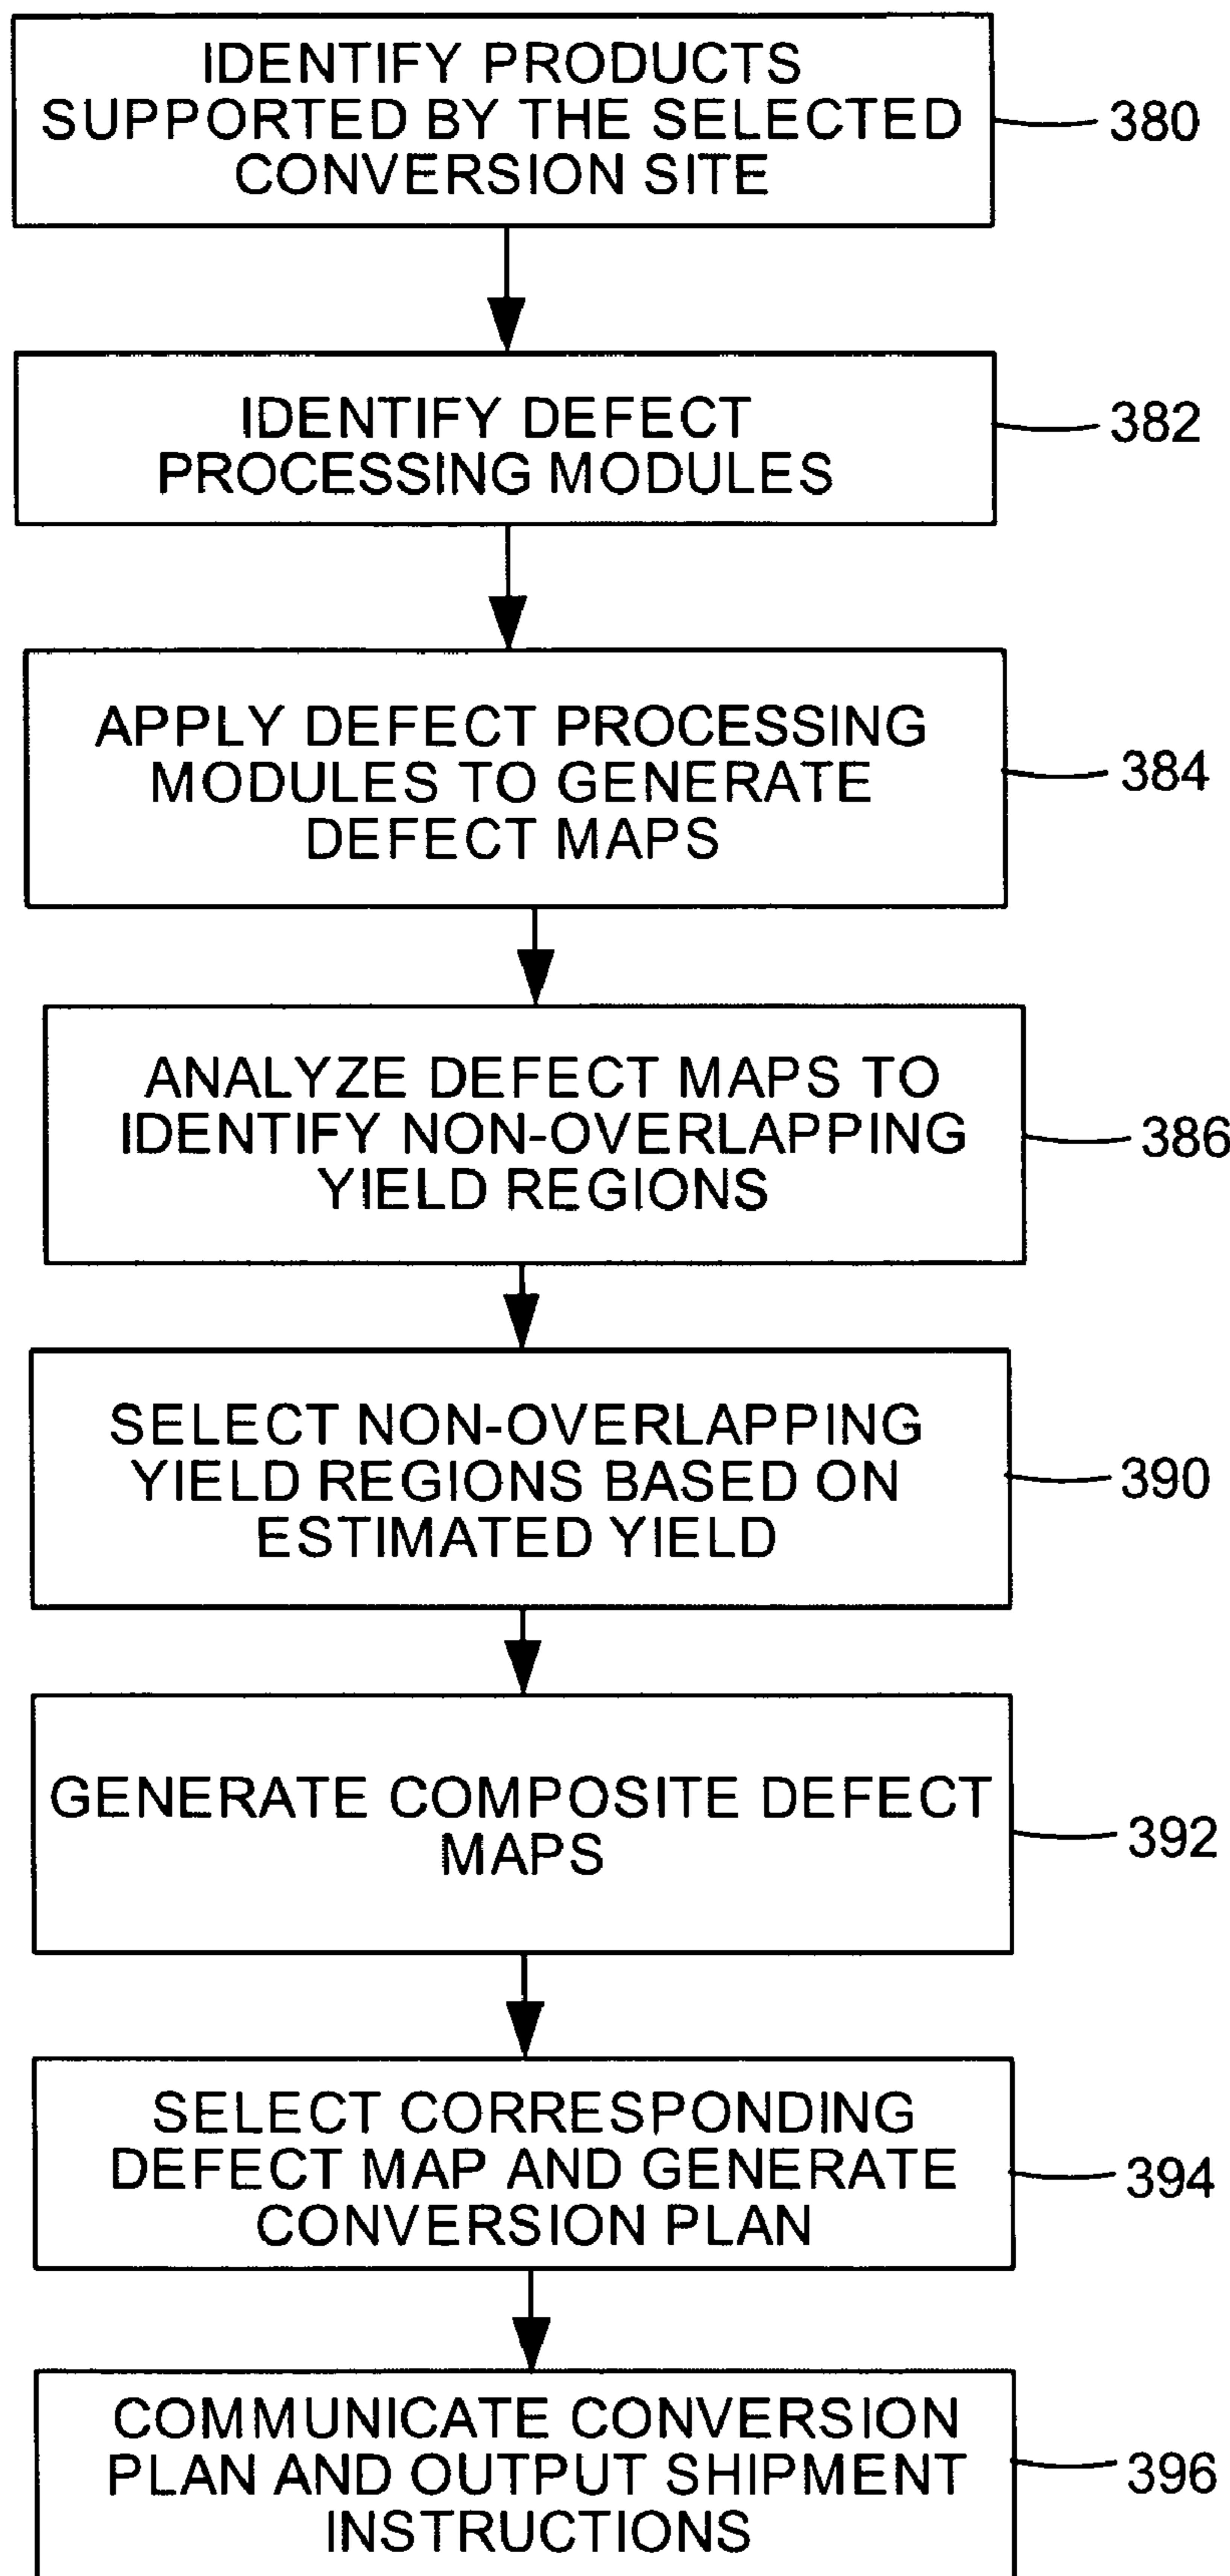 IDENTIFY PRODUCTS
SUPPORTED BY THE SELECTED
CONVERSION SITE
380
IDENTIFY DEFECT
PROCESSING MODULES
382
APPLY DEFECT PROCESSING
MODULES TO GENERATE
DEFECT MAPS
384
ANALYZE DEFECT MAPS TO
IDENTIFY NON-OVERLAPPING
YIELD REGIONS
386
SELECT NON-OVERLAPPING
YIELD REGIONS BASED ON
ESTIMATED YIELD
390
GENERATE COMPOSITE DEFECT
MAPS
392
SELECT CORRESPONDING
DEFECT MAP AND GENERATE
CONVERSION PLAN
394
COMMUNICATE CONVERSION
PLAN AND OUTPUT SHIPMENT
INSTRUCTIONS
396